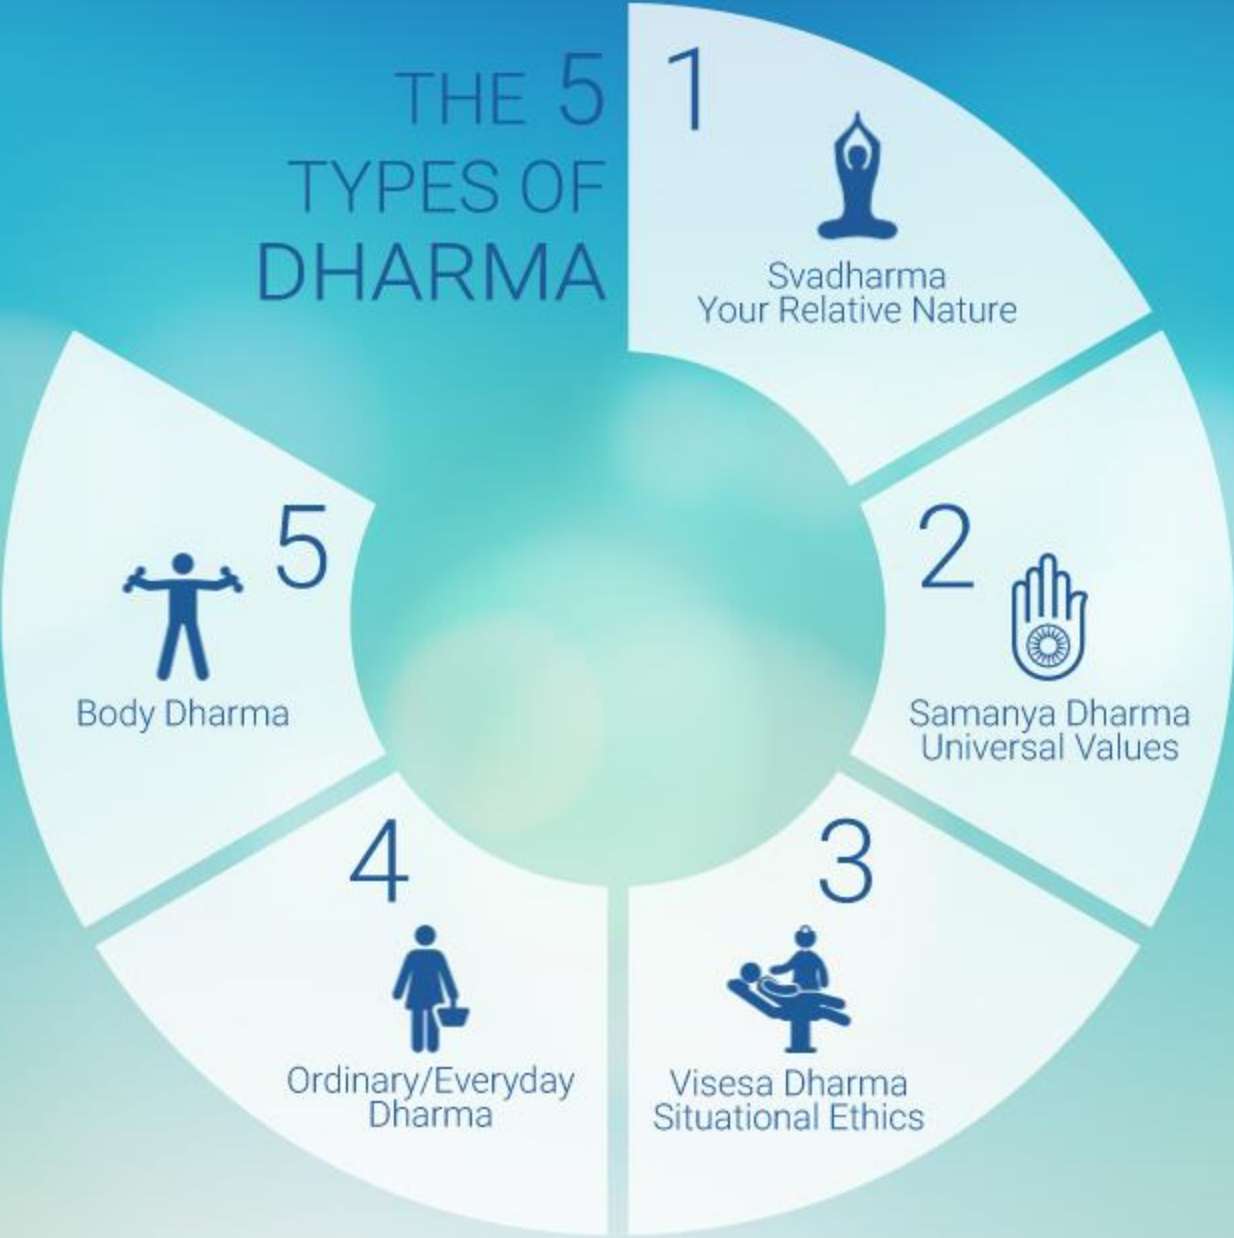 THE 5
TYPES OF
DHARMA
1
Svadharma
Your Relative Nature
2
Samanya Dharma
Universal Values
3
Visesa Dharma
Situational Ethics
4
Ordinary/Everyday
Dharma
5
Body Dharma